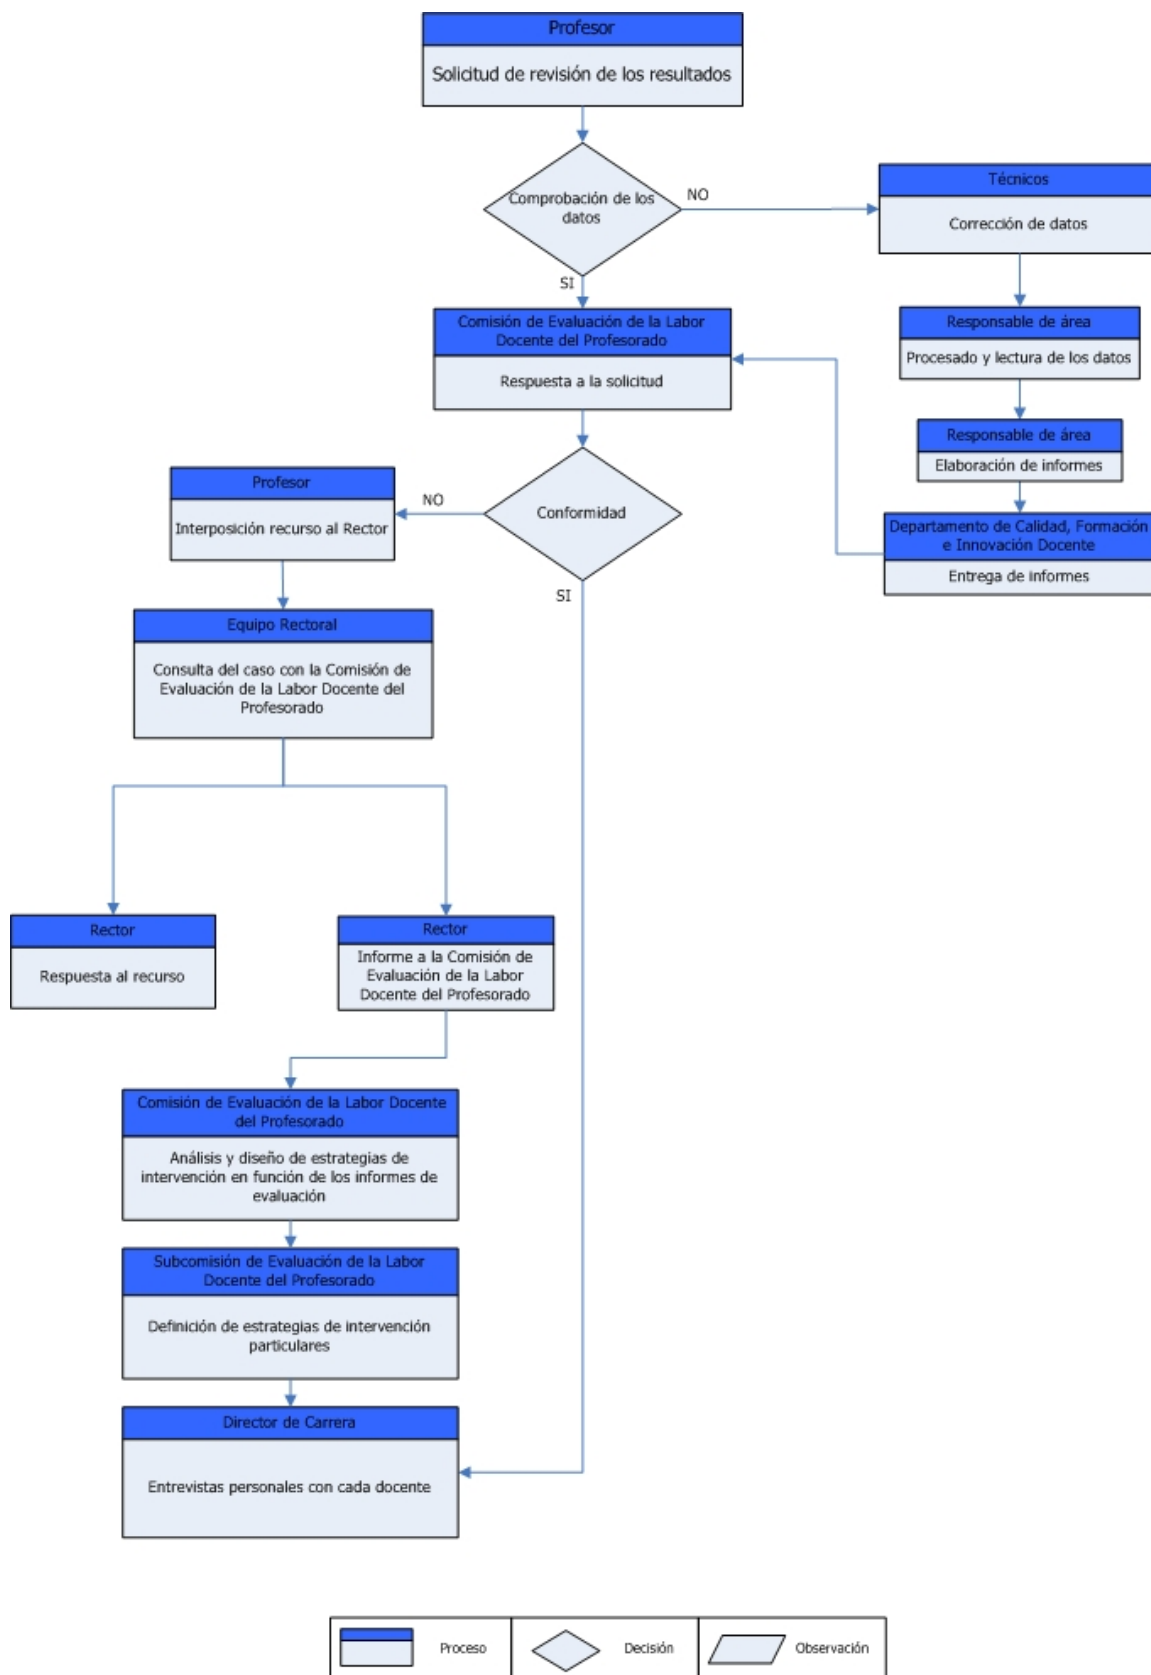 Profesor
Solicitud de revisión de los resultados
Comprobación de los
datos
NO
SI
Técnicos
Corrección de datos
Responsable de área
Procesado y lectura de los datos
Responsable de área
Elaboración de informes
Departamento de Calidad, Formación
e Innovación Docente
Entrega de informes
Comisión de Evaluación de la Labor
Docente del Profesorado
Respuesta a la solicitud
Conformidad
NO
SI
Profesor
Interposición recurso al Rector
Equipo Rectoral
Consulta del caso con la Comisión de
Evaluación de la Labor Docente del
Profesorado
Rector
Respuesta al recurso
Rector
Informe a la Comisión de
Evaluación de la Labor
Docente del Profesorado
Comisión de Evaluación de la Labor Docente
del Profesorado
Análisis y diseño de estrategias de
intervención en función de los informes de
evaluación
Subcomisión de Evaluación de la Labor
Docente del Profesorado
Definición de estrategias de intervención
particulares
Director de Carrera
Entrevistas personales con cada docente
Proceso
Decisión
Observación